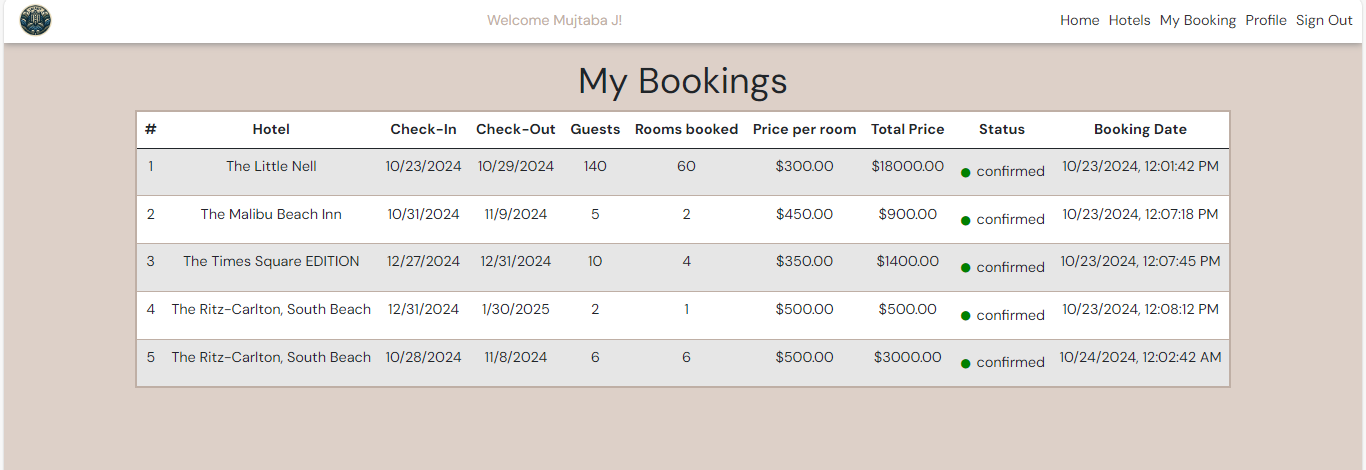 Welcome Mujtaba J!
Home Hotels My Booking Profile Sign Out
My Bookings
# Hotel Check-In Check-Out Guests Rooms booked Price per room Total Price Status Booking Date
1 The Little Nell 10/23/2024 10/29/2024 140 60 $300.00 $18000.00 confirmed 10/23/2024, 12:01:42 PM
2 The Malibu Beach Inn 10/31/2024 11/9/2024 5 2 $450.00 $900.00 confirmed 10/23/2024, 12:07:18 PM
3 The Times Square EDITION 12/27/2024 12/31/2024 10 4 $350.00 $1400.00 confirmed 10/23/2024, 12:07:45 PM
4 The Ritz-Carlton, South Beach 12/31/2024 1/30/2025 2 1 $500.00 $500.00 confirmed 10/23/2024, 12:08:12 PM
5 The Ritz-Carlton, South Beach 10/28/2024 11/8/2024 6 6 $500.00 $3000.00 confirmed 10/24/2024, 12:02:42 AM